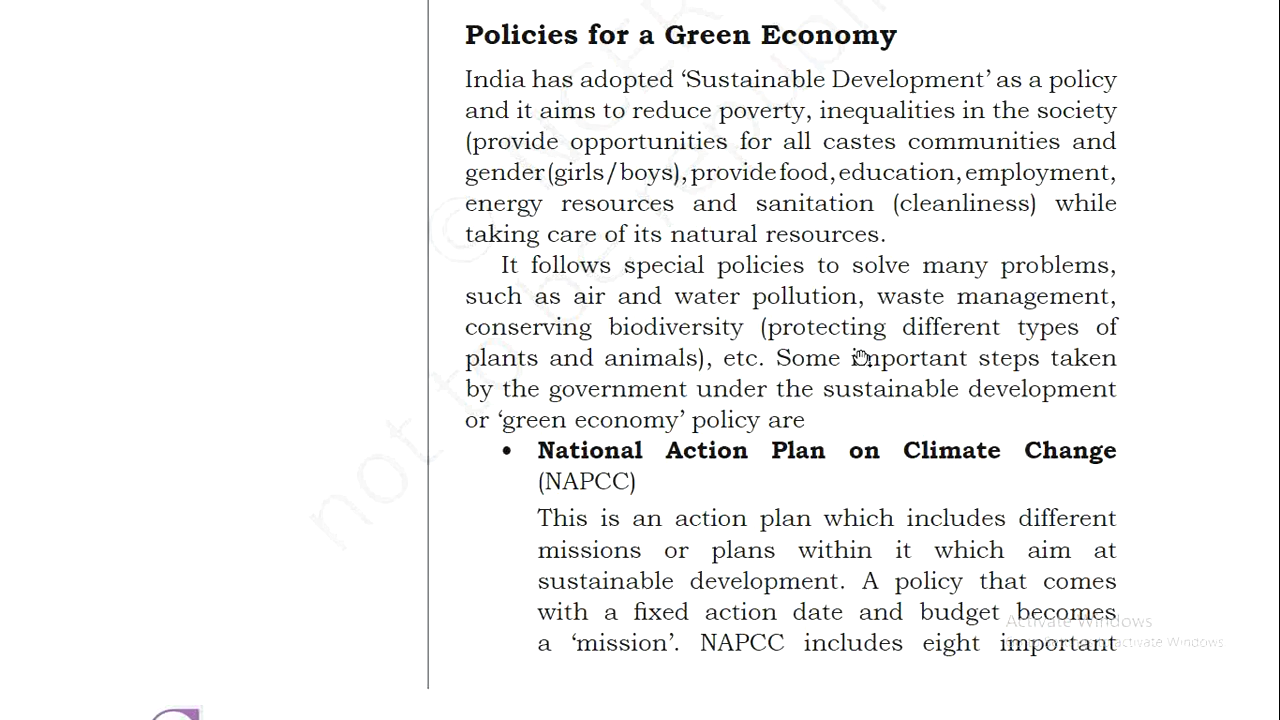 Policies for a Green Economy
India has adopted ‘Sustainable Development’ as a policy
and it aims to reduce poverty, inequalities in the society
(provide opportunities for all castes communities and
gender (girls/boys), provide food, education, employment,
energy resources and sanitation (cleanliness) while
taking care of its natural resources.
It follows special policies to solve many problems,
such as air and water pollution, waste management,
conserving biodiversity (protecting different types of
plants and animals), etc. Some important steps taken
by the government under the sustainable development
or ‘green economy’ policy are
• National Action Plan on Climate Change
(NAPCC)
This is an action plan which includes different
missions or plans within it which aim at
sustainable development. A policy that comes
with a fixed action date and budget becomes
a ‘mission’. NAPCC includes eight important
Activate Windows